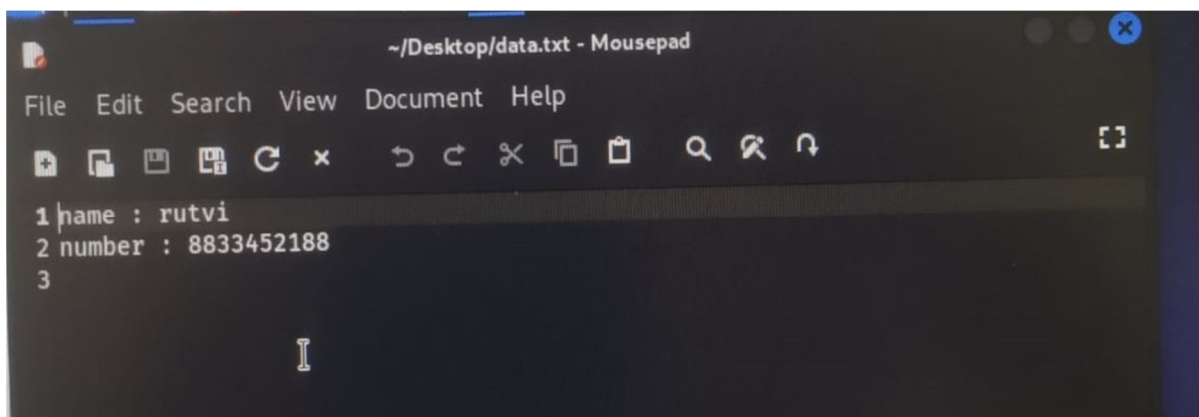 ~/Desktop/data.txt - Mousepad
File Edit Search View Document Help
1 name : rutvi
2 number : 8833452188
3